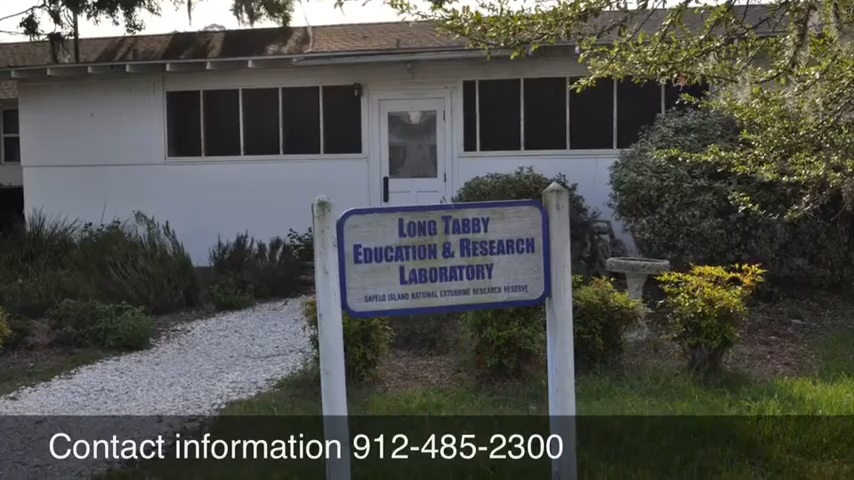 LONG TABBY
EDUCATION & RESEARCH
LABORATORY
SAPELO ISLAND NATIONAL ESTUARINE RESEARCH RESERVE
Contact information 912-485-2300